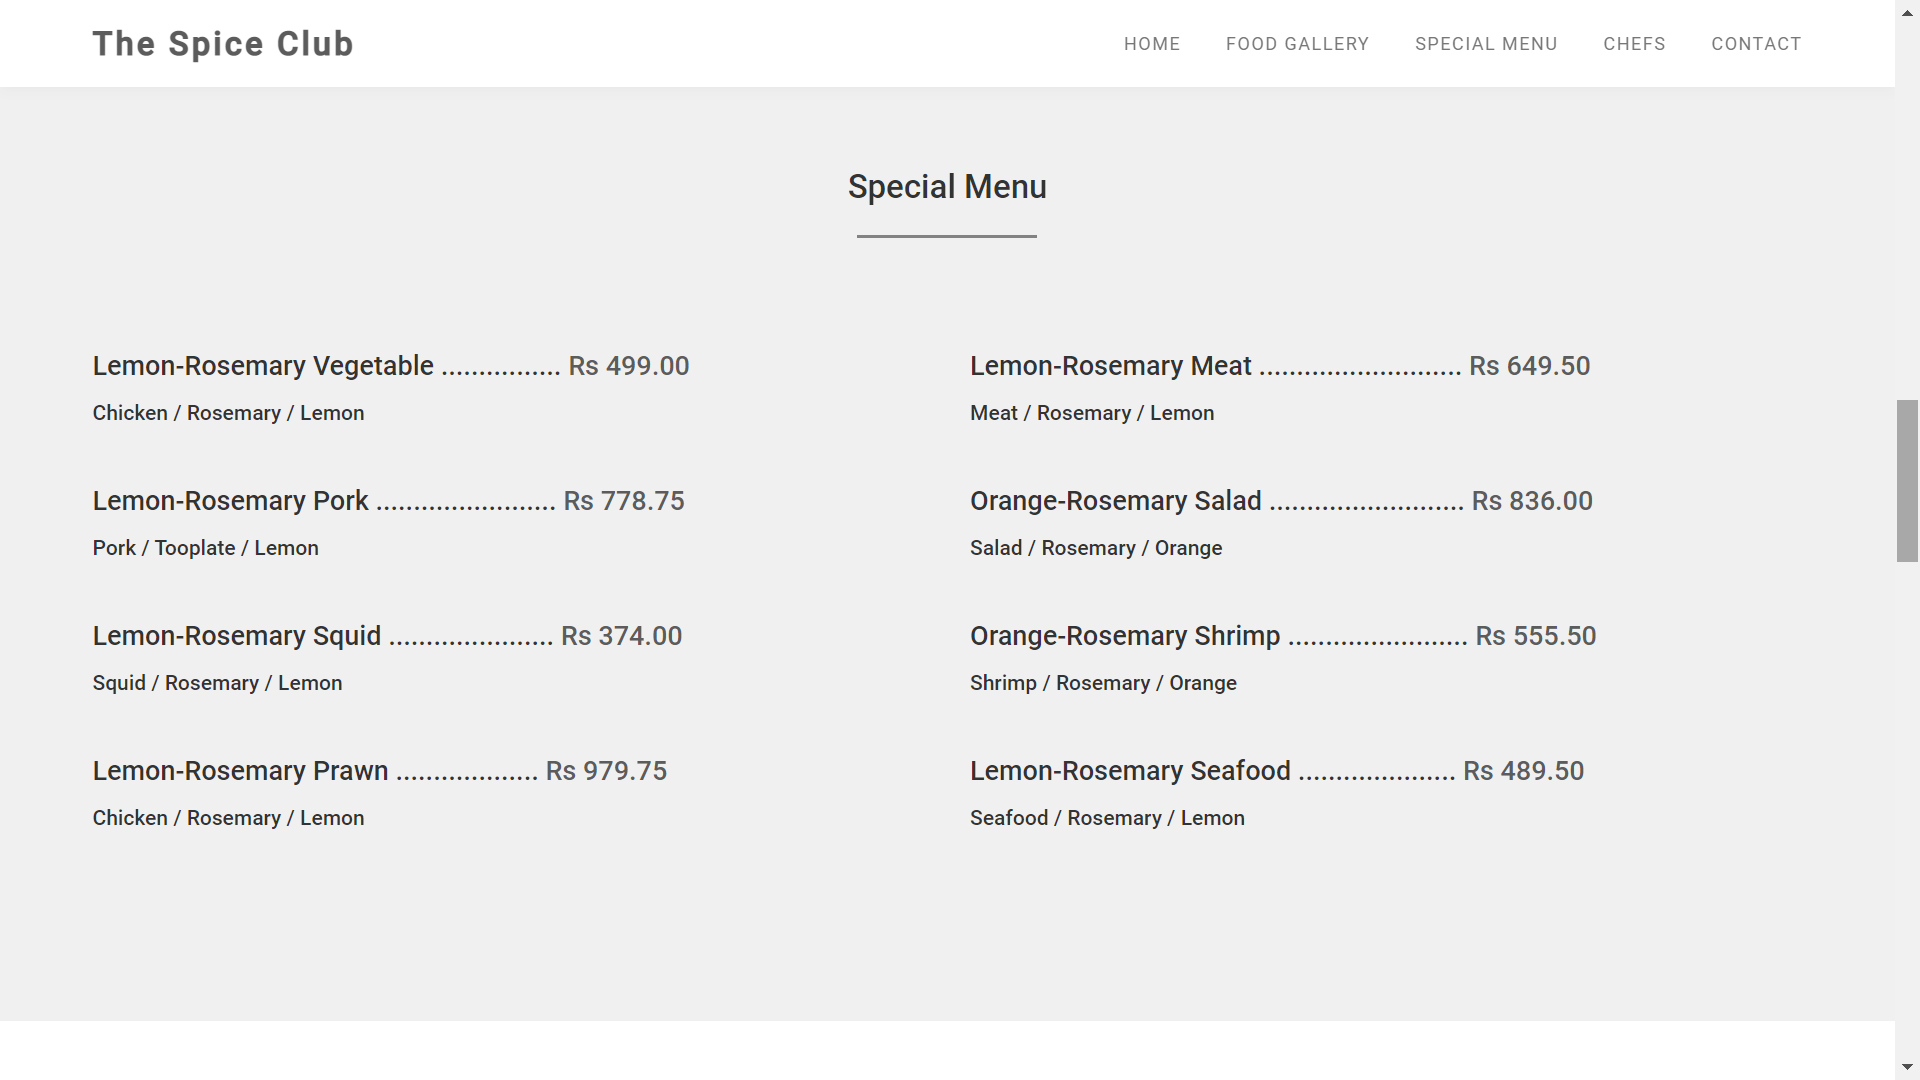 The Spice Club
HOME FOOD GALLERY SPECIAL MENU CHEFS CONTACT
Special Menu
Lemon-Rosemary Vegetable ................ Rs 499.00
Chicken / Rosemary / Lemon
Lemon-Rosemary Pork ........................ Rs 778.75
Pork / Tooplate / Lemon
Lemon-Rosemary Squid ...................... Rs 374.00
Squid / Rosemary / Lemon
Lemon-Rosemary Prawn ................... Rs 979.75
Chicken / Rosemary / Lemon
Lemon-Rosemary Meat ........................... Rs 649.50
Meat / Rosemary / Lemon
Orange-Rosemary Salad .......................... Rs 836.00
Salad / Rosemary / Orange
Orange-Rosemary Shrimp ........................ Rs 555.50
Shrimp / Rosemary / Orange
Lemon-Rosemary Seafood ..................... Rs 489.50
Seafood / Rosemary / Lemon